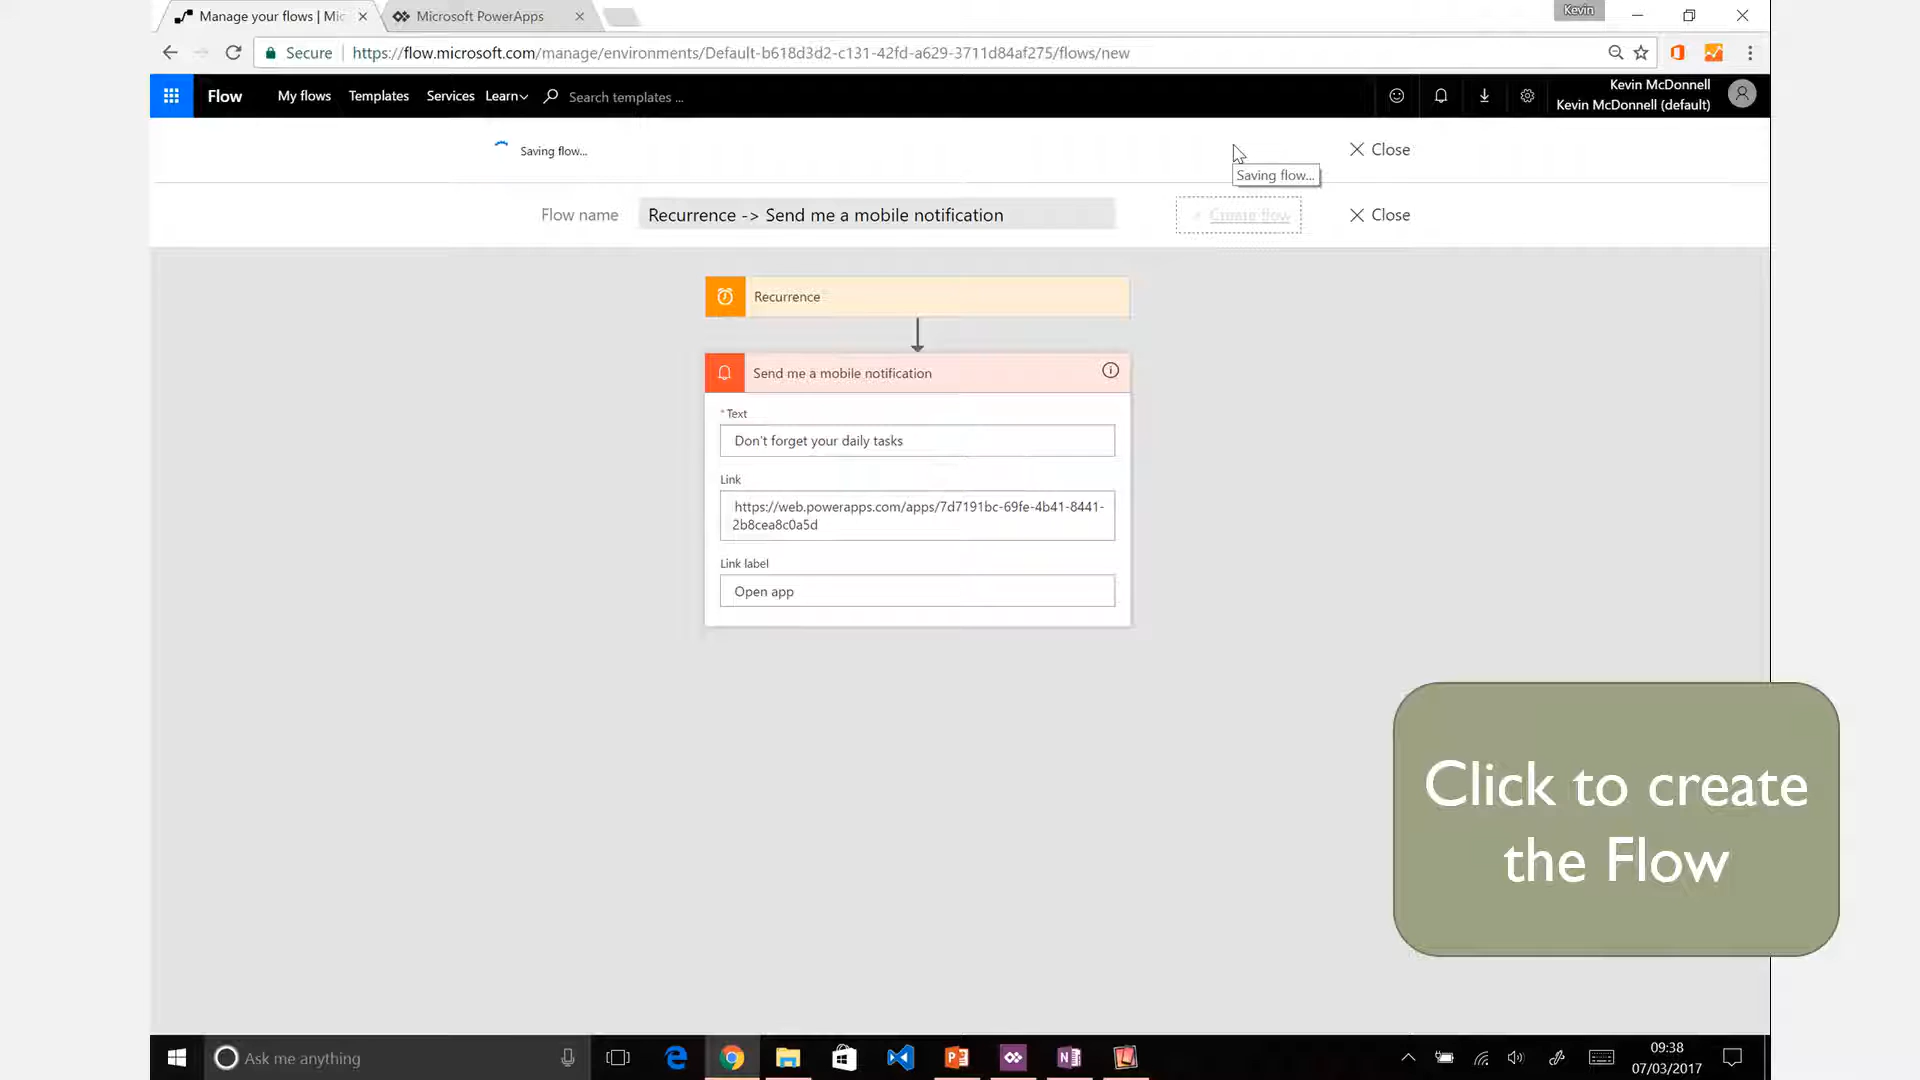 Manage your flows | Mic
Microsoft PowerApps
Kevin
Secure
https://flow.microsoft.com/manage/environments/Default-b618d3d2-c131-42fd-a629-3711d84af275/flows/new
Flow
My flows
Templates
Services
Learn
Search templates ...
Kevin McDonnell
Kevin McDonnell (default)
Saving flow...
Close
Saving flow...
Flow name
Recurrence -> Send me a mobile notification
Create flow
Close
Recurrence
Send me a mobile notification
* Text
Don't forget your daily tasks
Link
https://web.powerapps.com/apps/7d7191bc-69fe-4b41-8441-
2b8cea8c0a5d
Link label
Open app
Click to create
the Flow
Ask me anything
09:38
07/03/2017